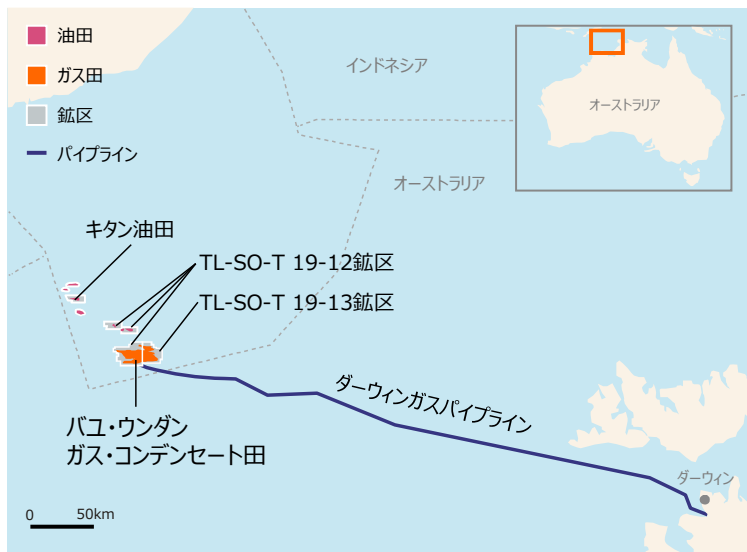 油田
ガス田
鉱区
パイプライン
インドネシア
オーストラリア
オーストラリア
キタン油田
TL-SO-T 19-12鉱区
TL-SO-T 19-13鉱区
ダーウィンガスパイプライン
バユ・ウンダン
ガス・コンデンセート田
ダーウィン
0 50km